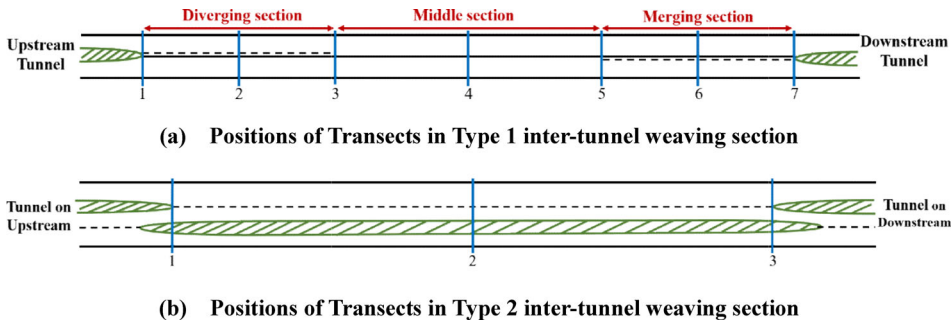 Diverging section
Middle section
Merging section
Upstream
Tunnel
Downstream
Tunnel
1
2
3
4
5
6
7
(a) Positions of Transects in Type 1 inter-tunnel weaving section
Tunnel on
Upstream
Tunnel on
Downstream
1
2
3
(b) Positions of Transects in Type 2 inter-tunnel weaving section